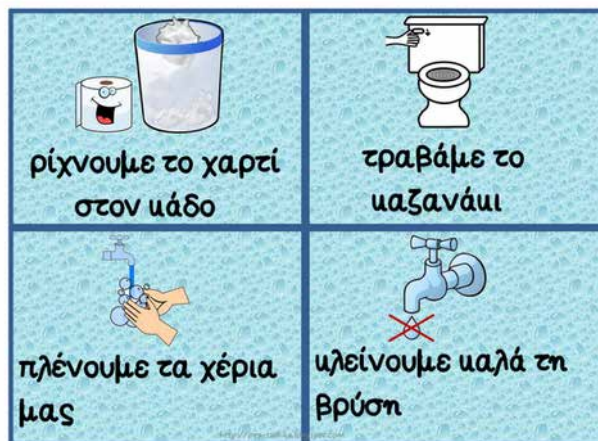 ρίχνουμε το χαρτί
στον κάδο
τραβάμε το
καζανάκι
πλένουμε τα χέρια
μας
κλείνουμε καλά τη
βρύση